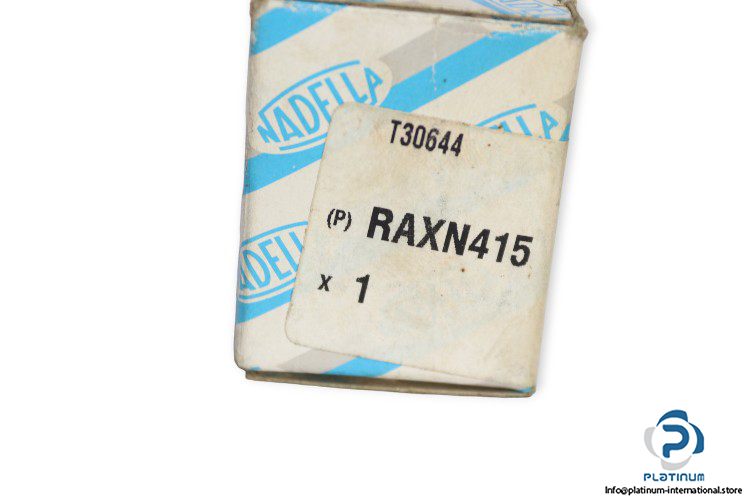 NADELLA
T30644
(P) RAXN415
x 1
PLATINUM
Info@platinum-international.store